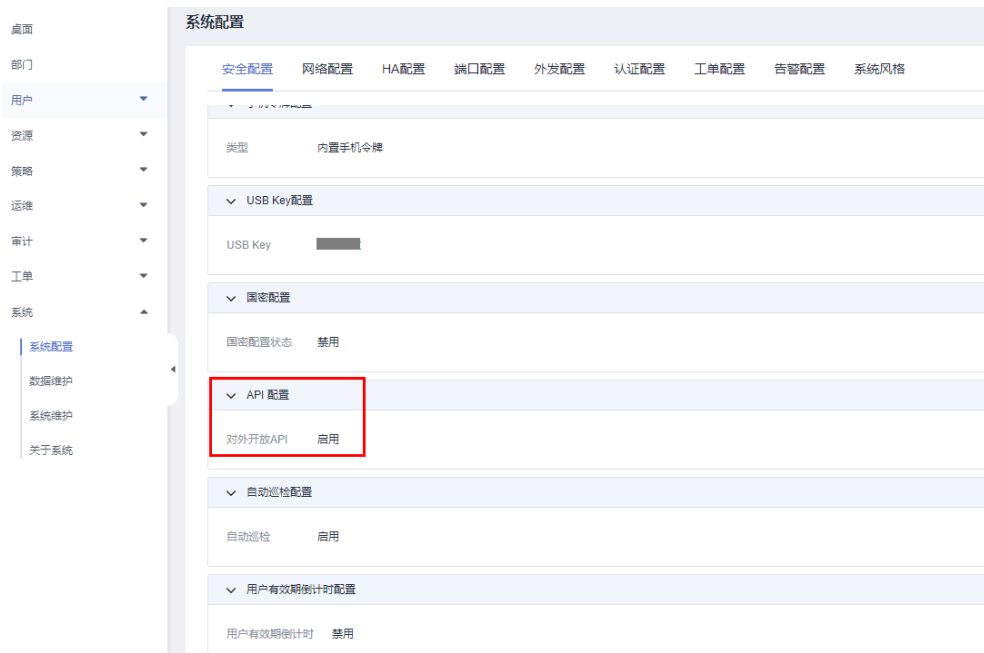 系统配置
桌面
部门
用户
资源
策略
运维
审计
工单
系统
系统配置
数据维护
系统维护
关于系统
安全配置 网络配置 HA配置 端口配置 外发配置 认证配置 工单配置 告警配置 系统风格
类型 内置手机令牌
USB Key配置
USB Key
国密配置
国密配置状态 禁用
API 配置
对外开放API 启用
自动巡检配置
自动巡检 启用
用户有效期倒计时配置
用户有效期倒计时 禁用